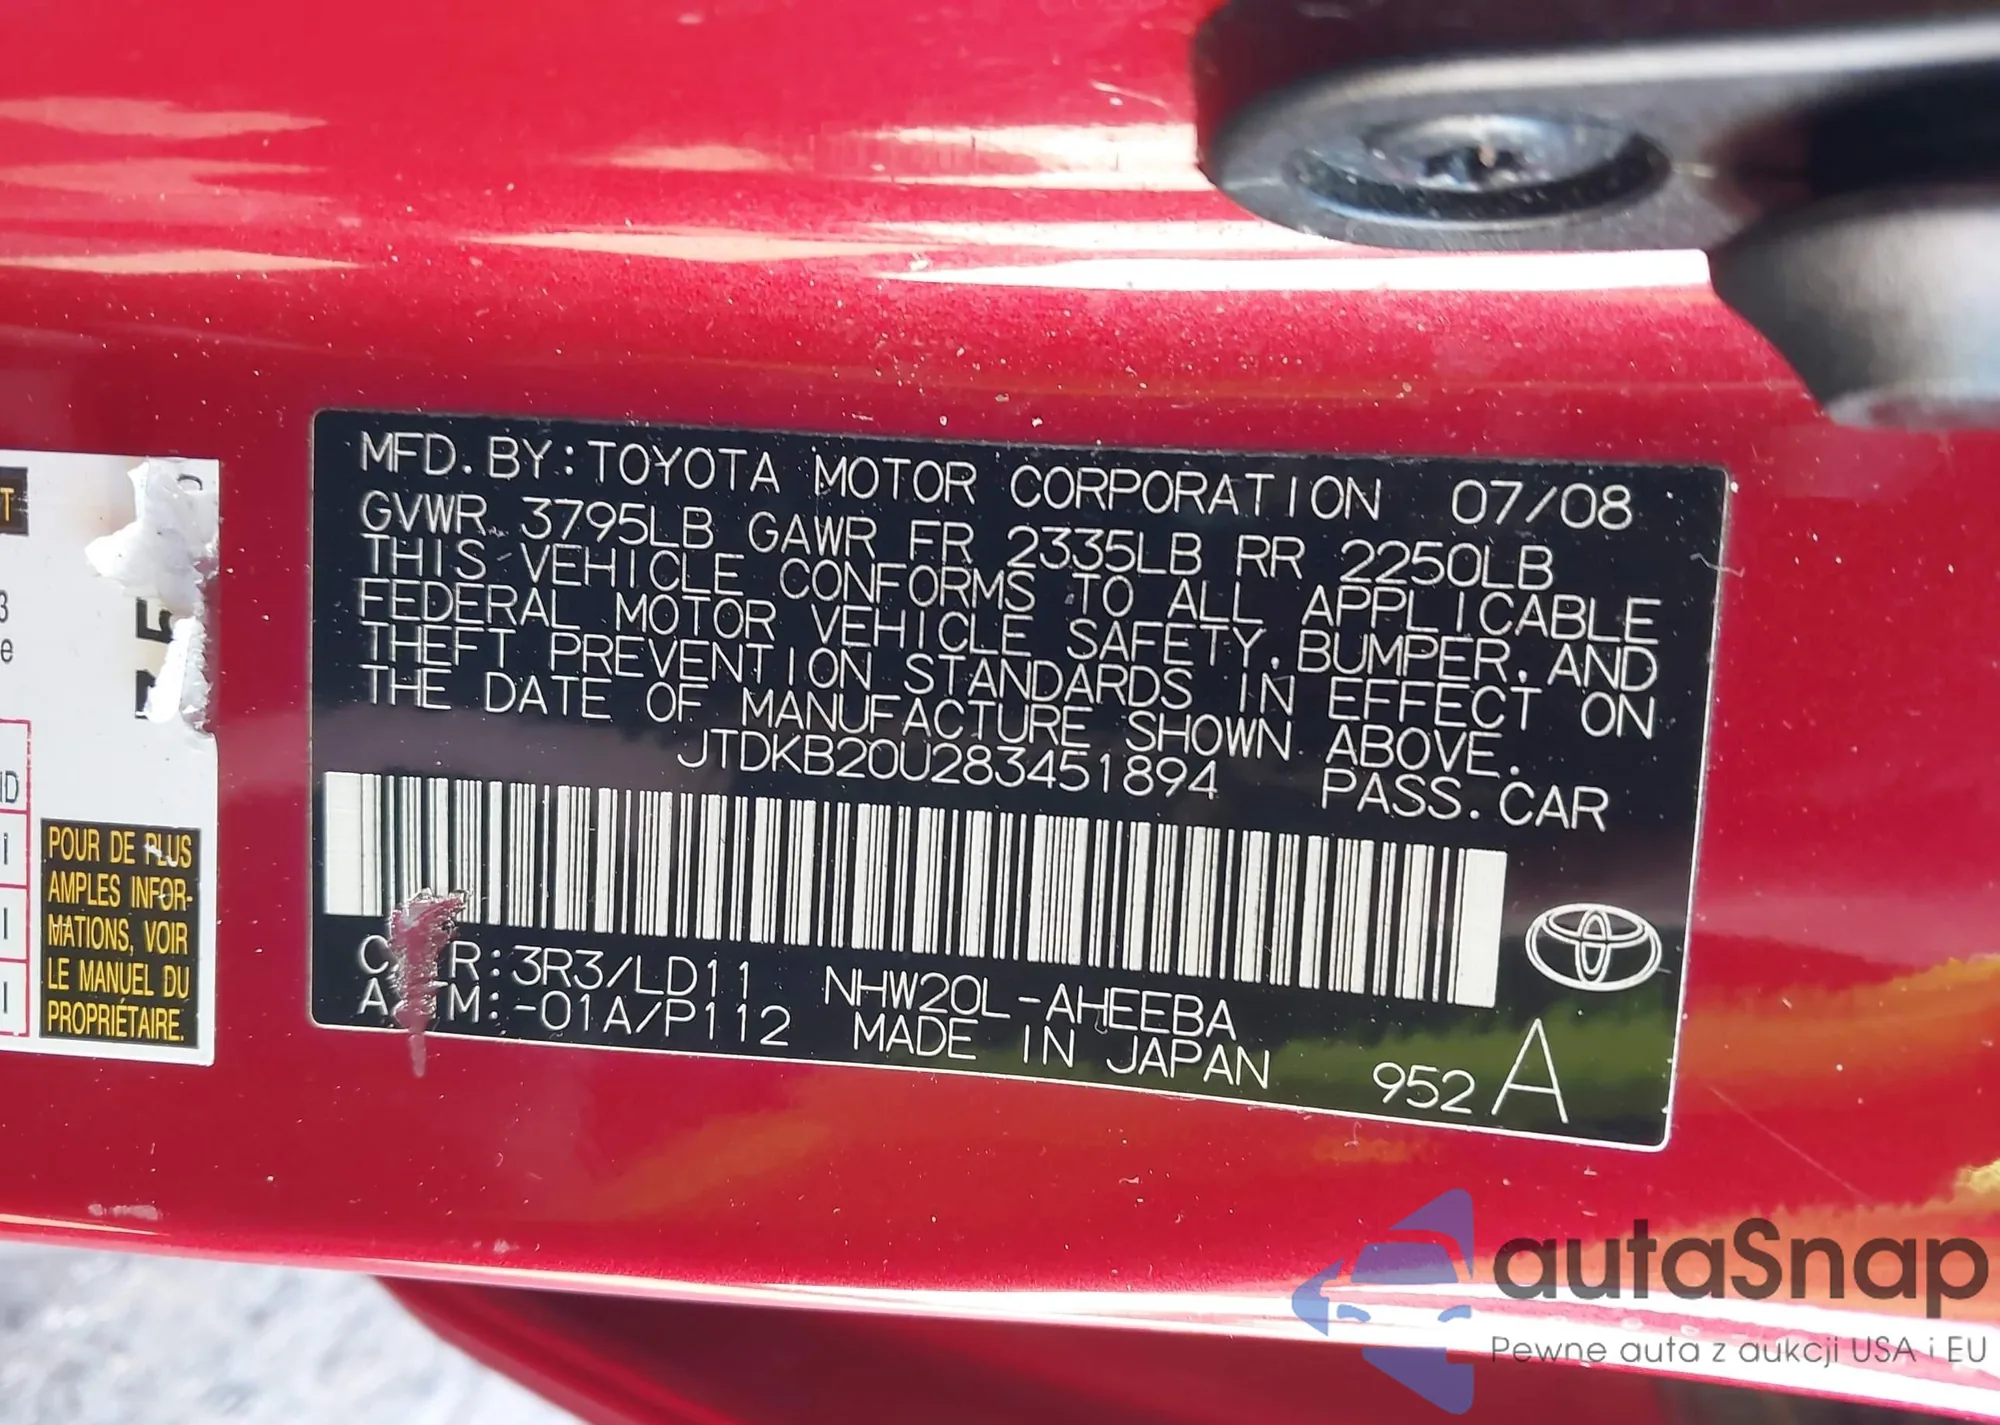 MFD.BY:TOYOTA MOTOR CORPORATION 07/08
GVWR 3795LB GAWR FR 2335LB RR 2250LB
THIS VEHICLE CONFORMS TO ALL APPLICABLE
FEDERAL MOTOR VEHICLE SAFETY,BUMPER,AND
THEFT PREVENTION STANDARDS IN EFFECT ON
THE DATE OF MANUFACTURE SHOWN ABOVE.
JTDKB20U283451894 PASS.CAR
3R3/LD11 NHW20L-AHEEBA
-01A/P112 MADE IN JAPAN
952 A
POUR DE PLUS
AMPLES INFOR-
MATIONS, VOIR
LE MANUEL DU
PROPRIÉTAIRE.
autaSnap
Pewne auta z aukcji USA i EU